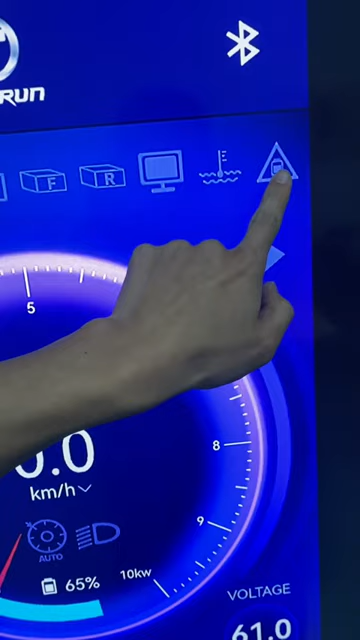 RUN
F R
5
0.0
km/h
8
9
AUTO
65%
10kw
VOLTAGE
61.0